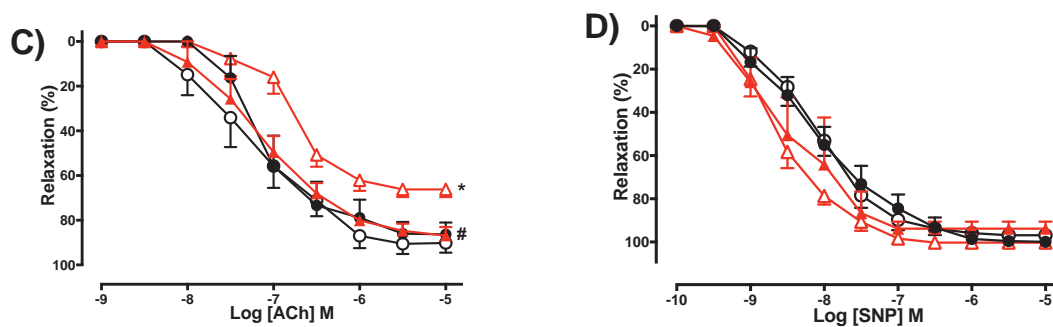 C)
Relaxation (%)
0
20
40
60
80
100
*
#
-9 -8 -7 -6 -5
Log [ACh] M
D)
Relaxation (%)
0
20
40
60
80
100
-10 -9 -8 -7 -6 -5
Log [SNP] M